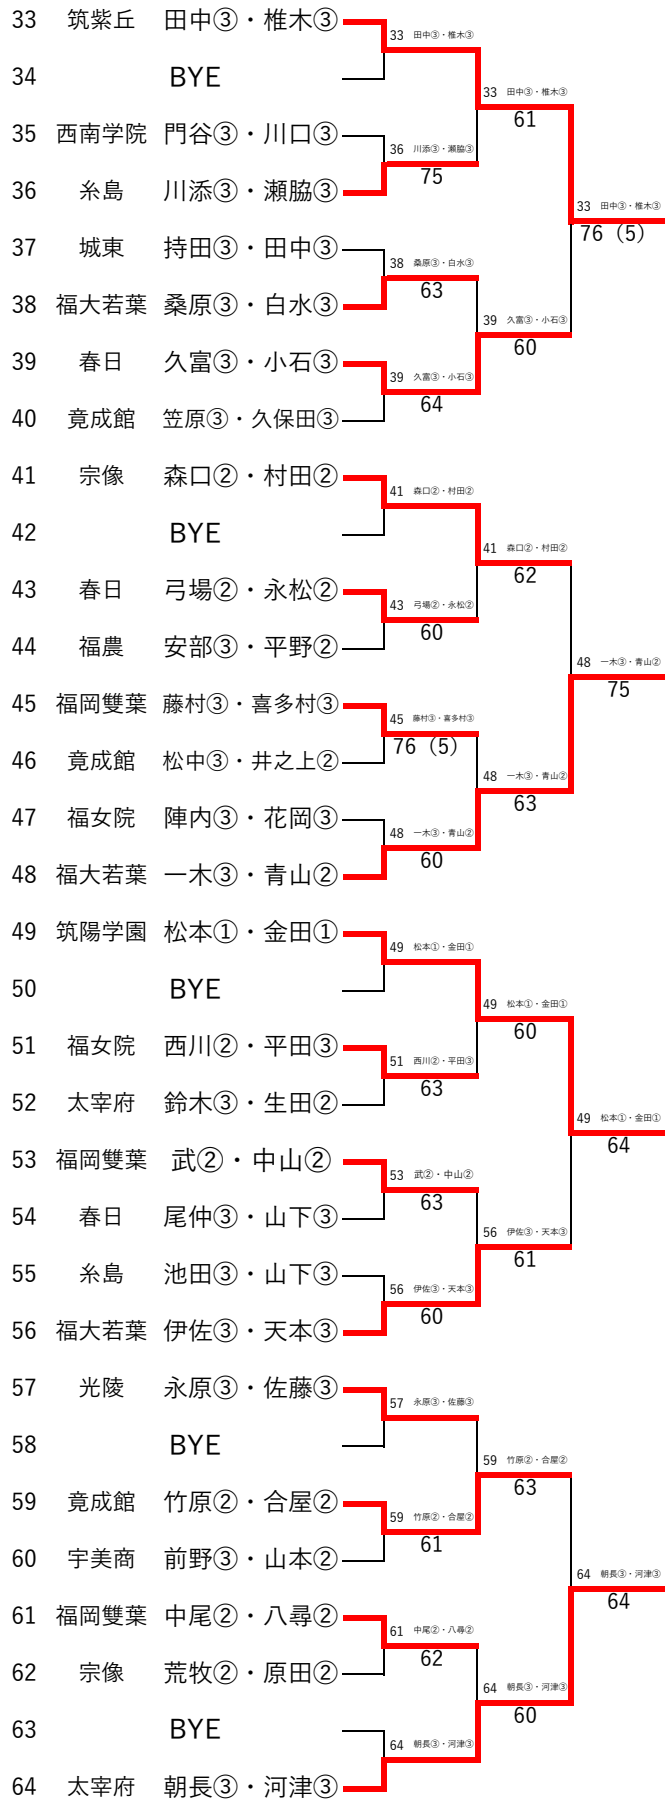 33 筑紫丘 田中③・椎木③
33 田中③・椎木③
34 BYE
33 田中③・椎木③
61
35 西南学院 門谷③・川口③
36 川添③・瀬脇③
75
36 糸島 川添③・瀬脇③
33 田中③・椎木③
76（5）
37 城東 持田③・田中③
38 桑原③・白水③
63
38 福大若葉 桑原③・白水③
39 久富③・小石③
60
39 春日 久富③・小石③
39 久富③・小石③
64
40 竟成館 笠原③・久保田③
41 宗像 森口②・村田②
41 森口②・村田②
42 BYE
41 森口②・村田②
62
43 春日 弓場②・永松②
43 弓場②・永松②
60
44 福農 安部③・平野②
48 一木③・青山②
75
45 福岡雙葉 藤村③・喜多村③
45 藤村③・喜多村③
76（5）
46 竟成館 松中③・井之上②
48 一木③・青山②
63
47 福女院 陣内③・花岡③
48 一木③・青山②
60
48 福大若葉 一木③・青山②
49 筑陽学園 松本①・金田①
49 松本①・金田①
50 BYE
49 松本①・金田①
60
51 福女院 西川②・平田③
51 西川②・平田③
63
52 太宰府 鈴木③・生田②
49 松本①・金田①
64
53 福岡雙葉 武②・中山②
53 武②・中山②
63
54 春日 尾仲③・山下③
56 伊佐③・天本③
61
55 糸島 池田③・山下③
56 伊佐③・天本③
60
56 福大若葉 伊佐③・天本③
57 光陵 永原③・佐藤③
57 永原③・佐藤③
58 BYE
59 竹原②・合屋②
63
59 竟成館 竹原②・合屋②
59 竹原②・合屋②
61
60 宇美商 前野③・山本②
64 朝長③・河津③
64
61 福岡雙葉 中尾②・八尋②
61 中尾②・八尋②
62
62 宗像 荒牧②・原田②
64 朝長③・河津③
60
63 BYE
64 朝長③・河津③
64 太宰府 朝長③・河津③